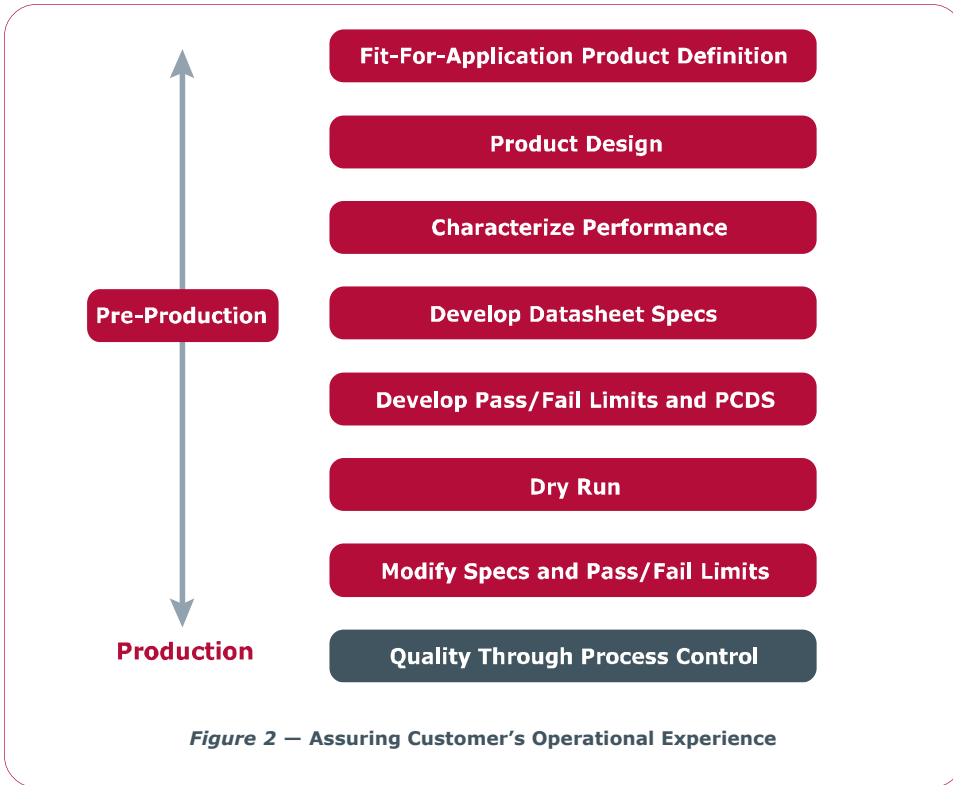 Fit-For-Application Product Definition
Product Design
Characterize Performance
Pre-Production
Develop Datasheet Specs
Develop Pass/Fail Limits and PCDS
Dry Run
Modify Specs and Pass/Fail Limits
Production
Quality Through Process Control
Figure 2 — Assuring Customer’s Operational Experience